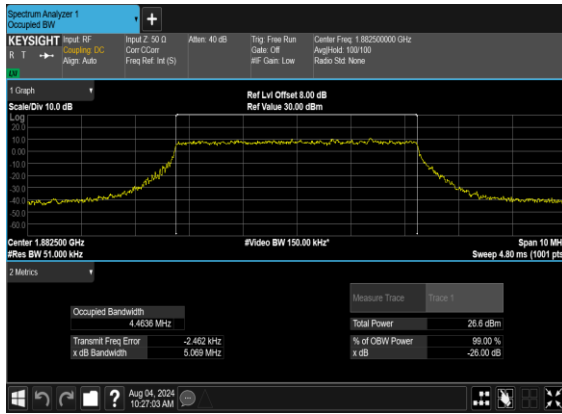 Spectrum Analyzer 1
Occupied BW
+
KEYSIGHT
R T
LXI
Input: RF
Coupling: DC
Align: Auto
Input Z: 50 Ω
Corr CCorr
Freq Ref: Int (S)
Atten: 40 dB
Trig: Free Run
Gate: Off
#IF Gain: Low
Center Freq: 1.882500000 GHz
Avg|Hold: 100/100
Radio Std: None
1 Graph
Scale/Div 10.0 dB
Ref Lvl Offset 8.00 dB
Ref Value 30.00 dBm
Log
20.0
10.0
0.00
-10.0
-20.0
-30.0
-40.0
-50.0
-60.0
Center 1.882500 GHz
#Res BW 51.000 kHz
#Video BW 150.00 kHz*
Span 10 MH
Sweep 4.80 ms (1001 pts
2 Metrics
Measure Trace
Trace 1
Occupied Bandwidth
4.4636 MHz
Total Power
26.6 dBm
Transmit Freq Error
-2.462 kHz
% of OBW Power
99.00 %
x dB Bandwidth
5.069 MHz
x dB
-26.00 dB
?
Aug 04, 2024
10:27:03 AM